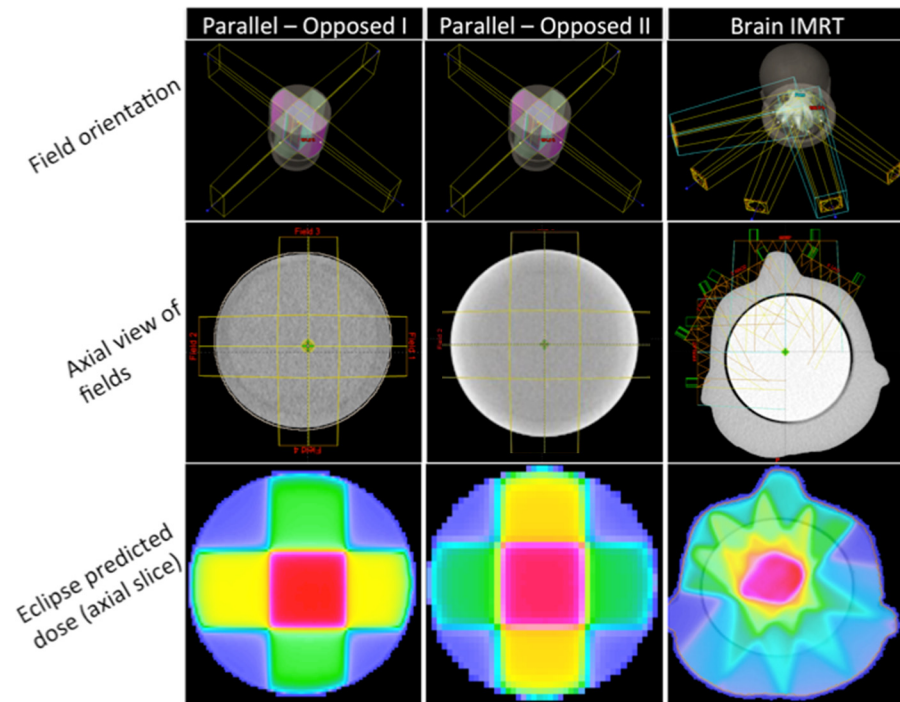 Parallel – Opposed I
Parallel – Opposed II
Brain IMRT
Field orientation
Axial view of
fields
Field 3
Field 2
Field 1
Field 4
Eclipse predicted
dose (axial slice)